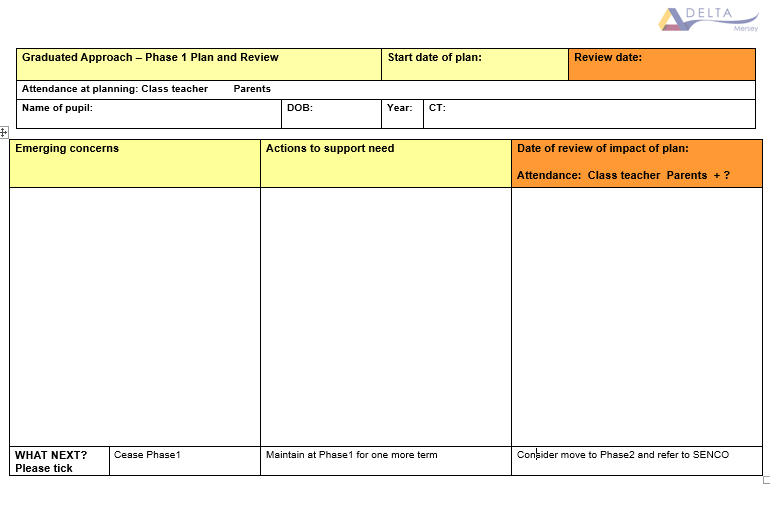 DELTA
Mersey
Graduated Approach – Phase 1 Plan and Review
Start date of plan:
Review date:
Attendance at planning: Class teacher Parents
Name of pupil:
DOB:
Year:
CT:
Emerging concerns
Actions to support need
Date of review of impact of plan:
Attendance: Class teacher Parents + ?
WHAT NEXT?
Please tick
Cease Phase1
Maintain at Phase1 for one more term
Consider move to Phase2 and refer to SENCO